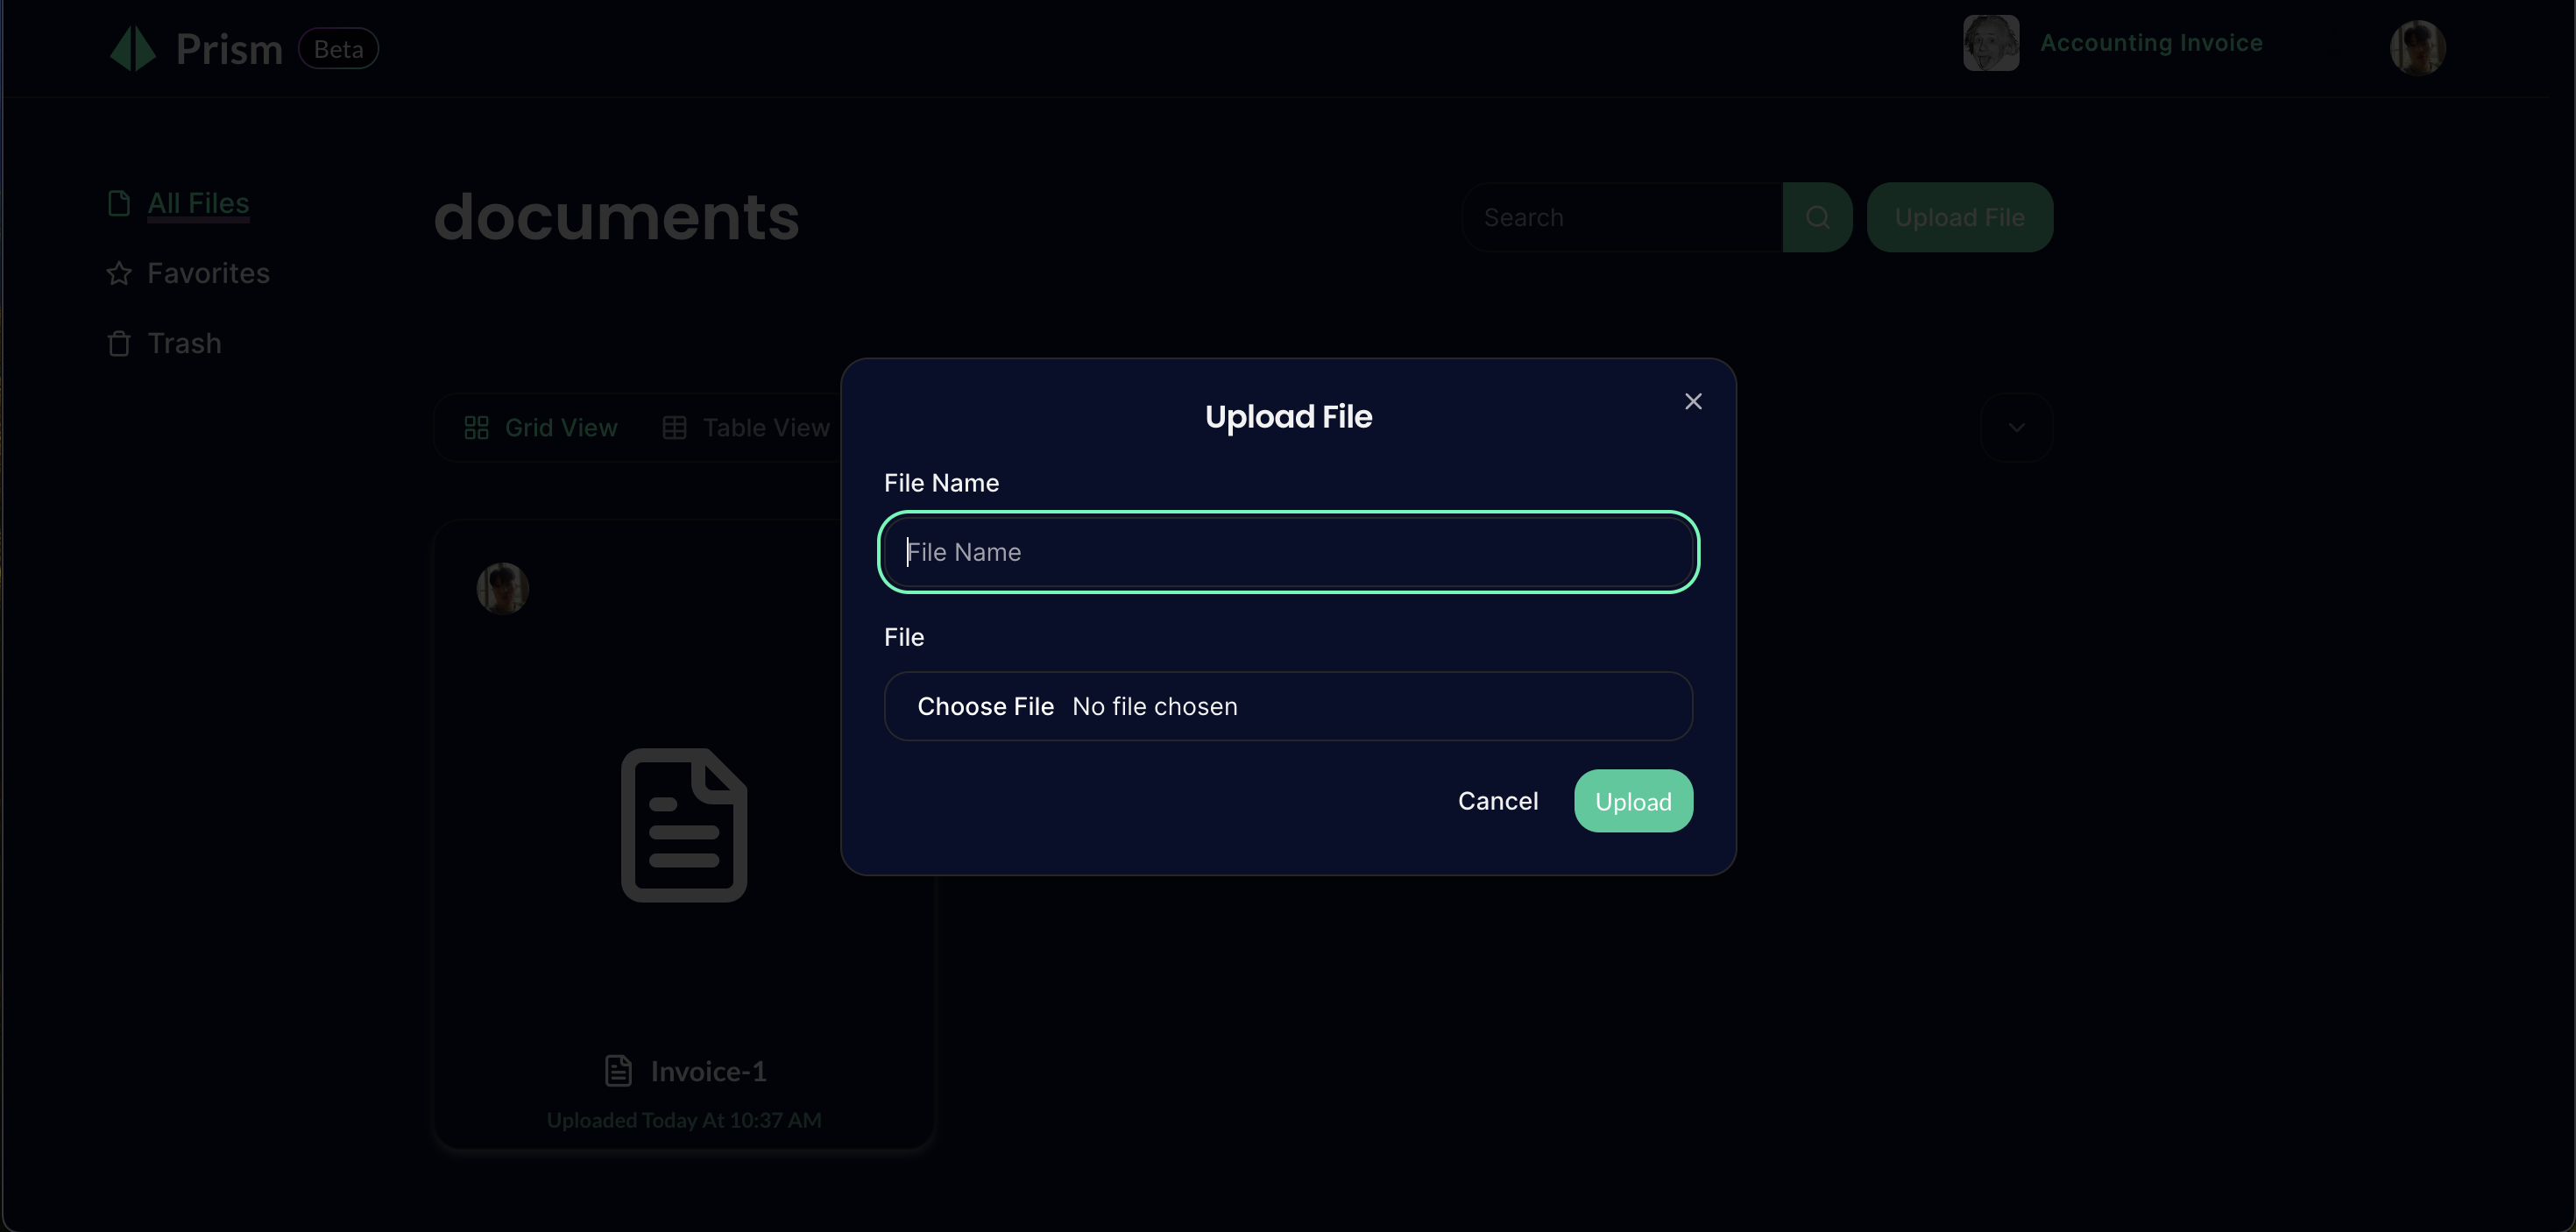 Prism Beta
Accounting Invoice
All Files
Favorites
Trash
documents
Search
Upload File
Grid View
Table View
Upload File
File Name
File Name
File
Choose File No file chosen
Cancel
Upload
Invoice-1
Uploaded Today At 10:37 AM